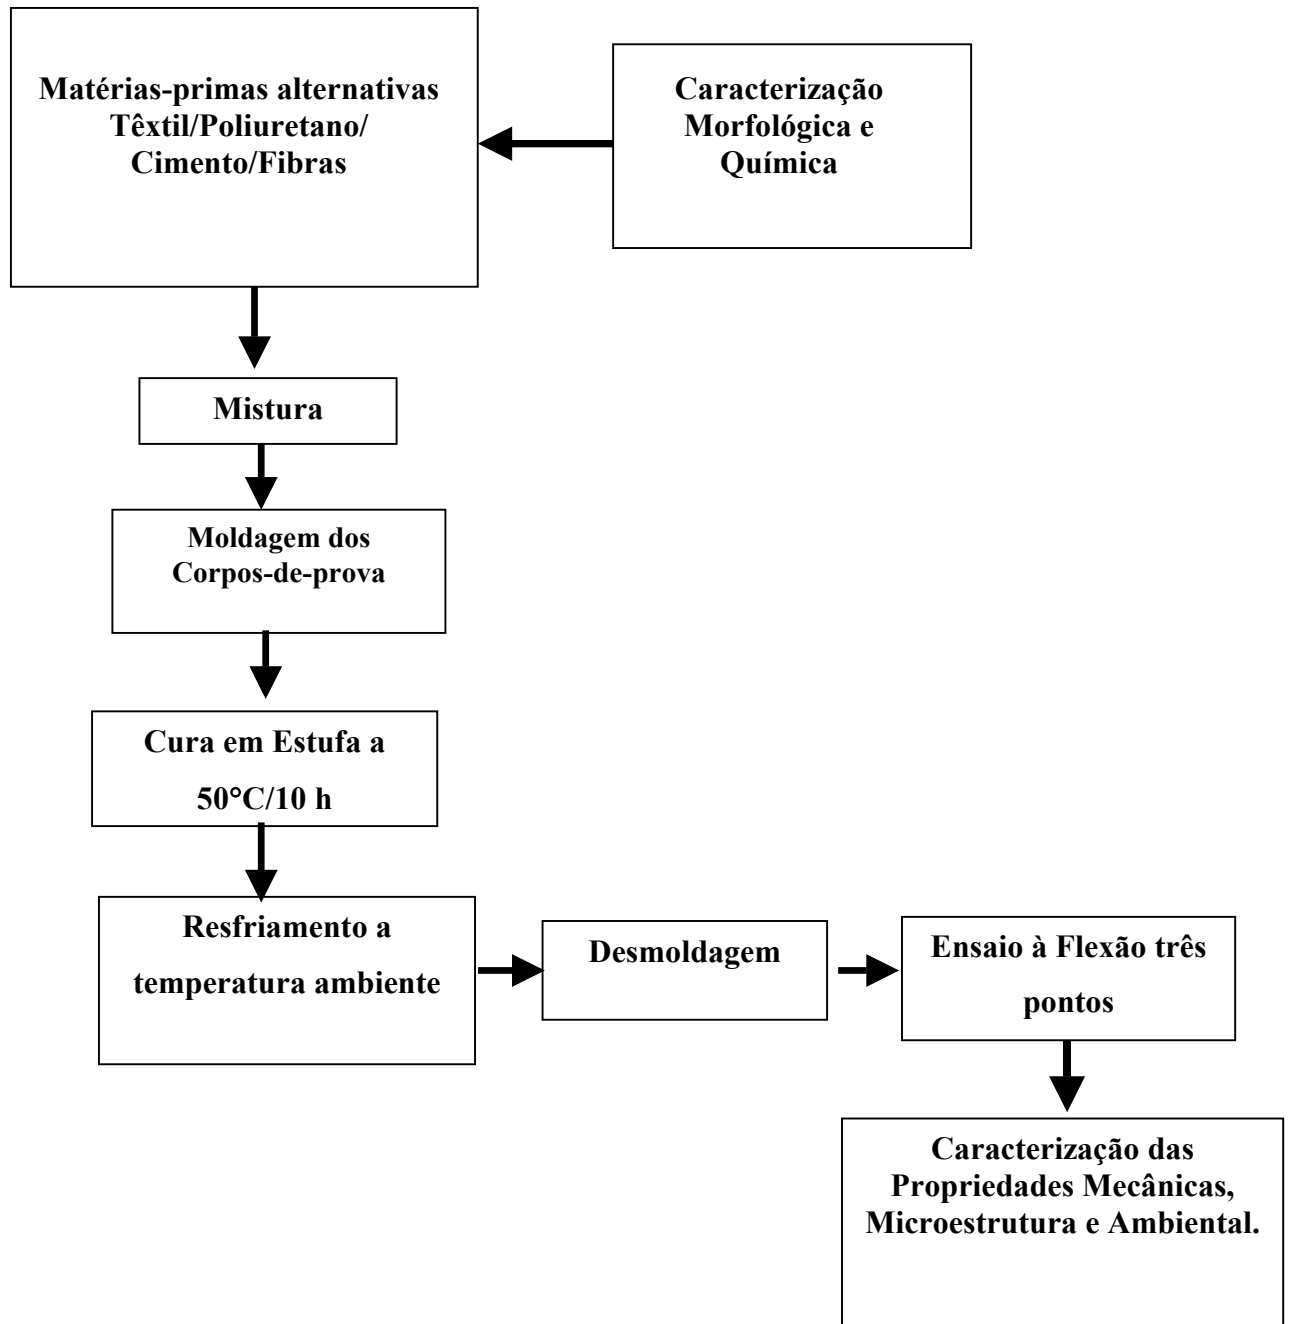 Matérias-primas alternativas
Têxtil/Poliuretano/
Cimento/Fibras
Caracterização
Morfológica e
Química
Mistura
Moldagem dos
Corpos-de-prova
Cura em Estufa a
50°C/10 h
Resfriamento a
temperatura ambiente
Desmoldagem
Ensaio à Flexão três
pontos
Caracterização das
Propriedades Mecânicas,
Microestrutura e Ambiental.